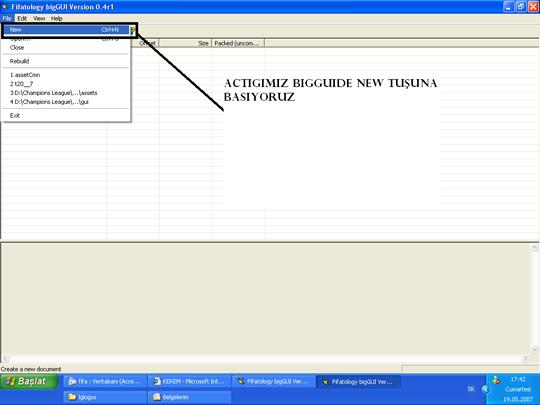 Fifatology bigGUI Version 0.4r1
File Edit View Help
New Ctrl+N
Offset Size Packed (uncom...
Close
Rebuild
1 assetCmn
2 t20__7
3 D:\Champions League\,...\assets
4 D:\Champions League\,...\gui
Exit
ACTIGIMIZ BIGGUIDE NEW TUŞUNA
BASIYORUZ
Create a new document
Başlat
fifa : Veritabanı (Acce...
KEREM - Microsoft Int...
Fifatology bigGUI Ver...
Fifatology bigGUI Ver...
lglogos
Belgelerim
TR
17:42
Cumartesi
19.05.2007